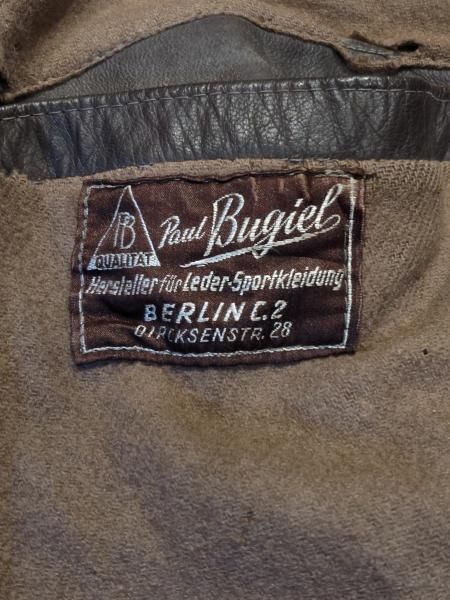 PB
QUALITÄT
Paul Bugiel
Hersteller für Leder-Sportkleidung
BERLIN C.2
DIRCKSENSTR. 28